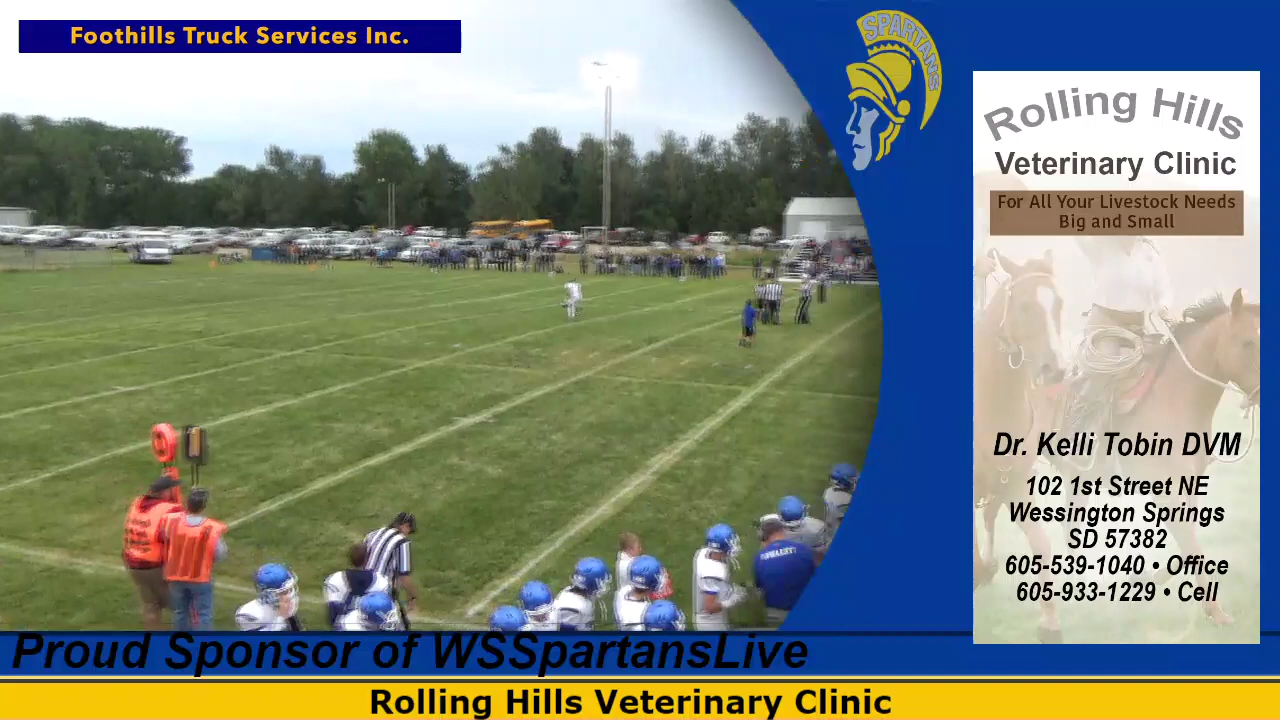 Foothills Truck Services Inc.
SPARTANS
Rolling Hills
Veterinary Clinic
For All Your Livestock Needs
Big and Small
Dr. Kelli Tobin DVM
102 1st Street NE
Wessington Springs
SD 57382
605-539-1040 • Office
605-933-1229 • Cell
Proud Sponsor of WSSpartansLive
Rolling Hills Veterinary Clinic